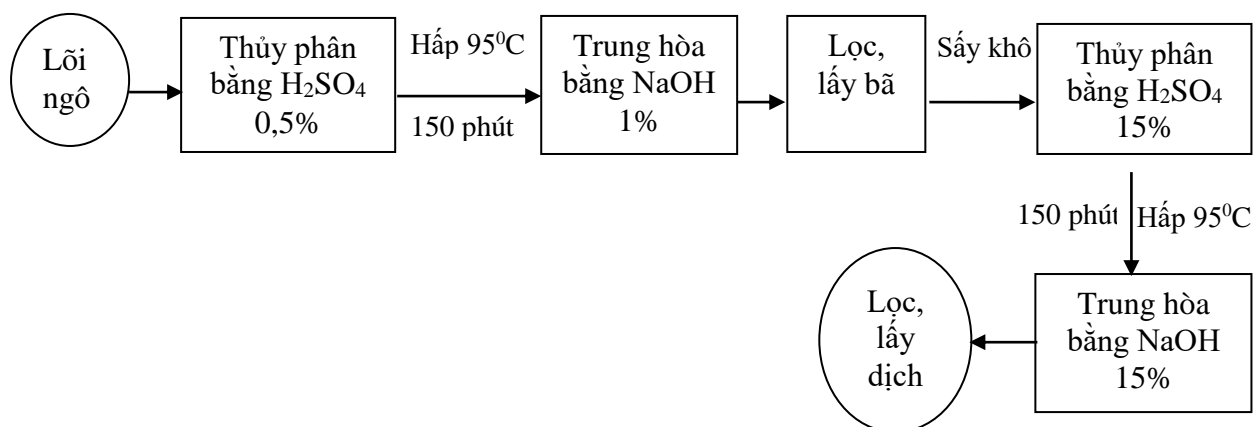 Lõi
ngô
Thủy phân
bằng H₂SO₄
0,5%
Hấp 95⁰C
150 phút
Trung hòa
bằng NaOH
1%
Lọc,
lấy bã
Sấy khô
Thủy phân
bằng H₂SO₄
15%
150 phút
Hấp 95⁰C
Trung hòa
bằng NaOH
15%
Lọc,
lấy
dịch